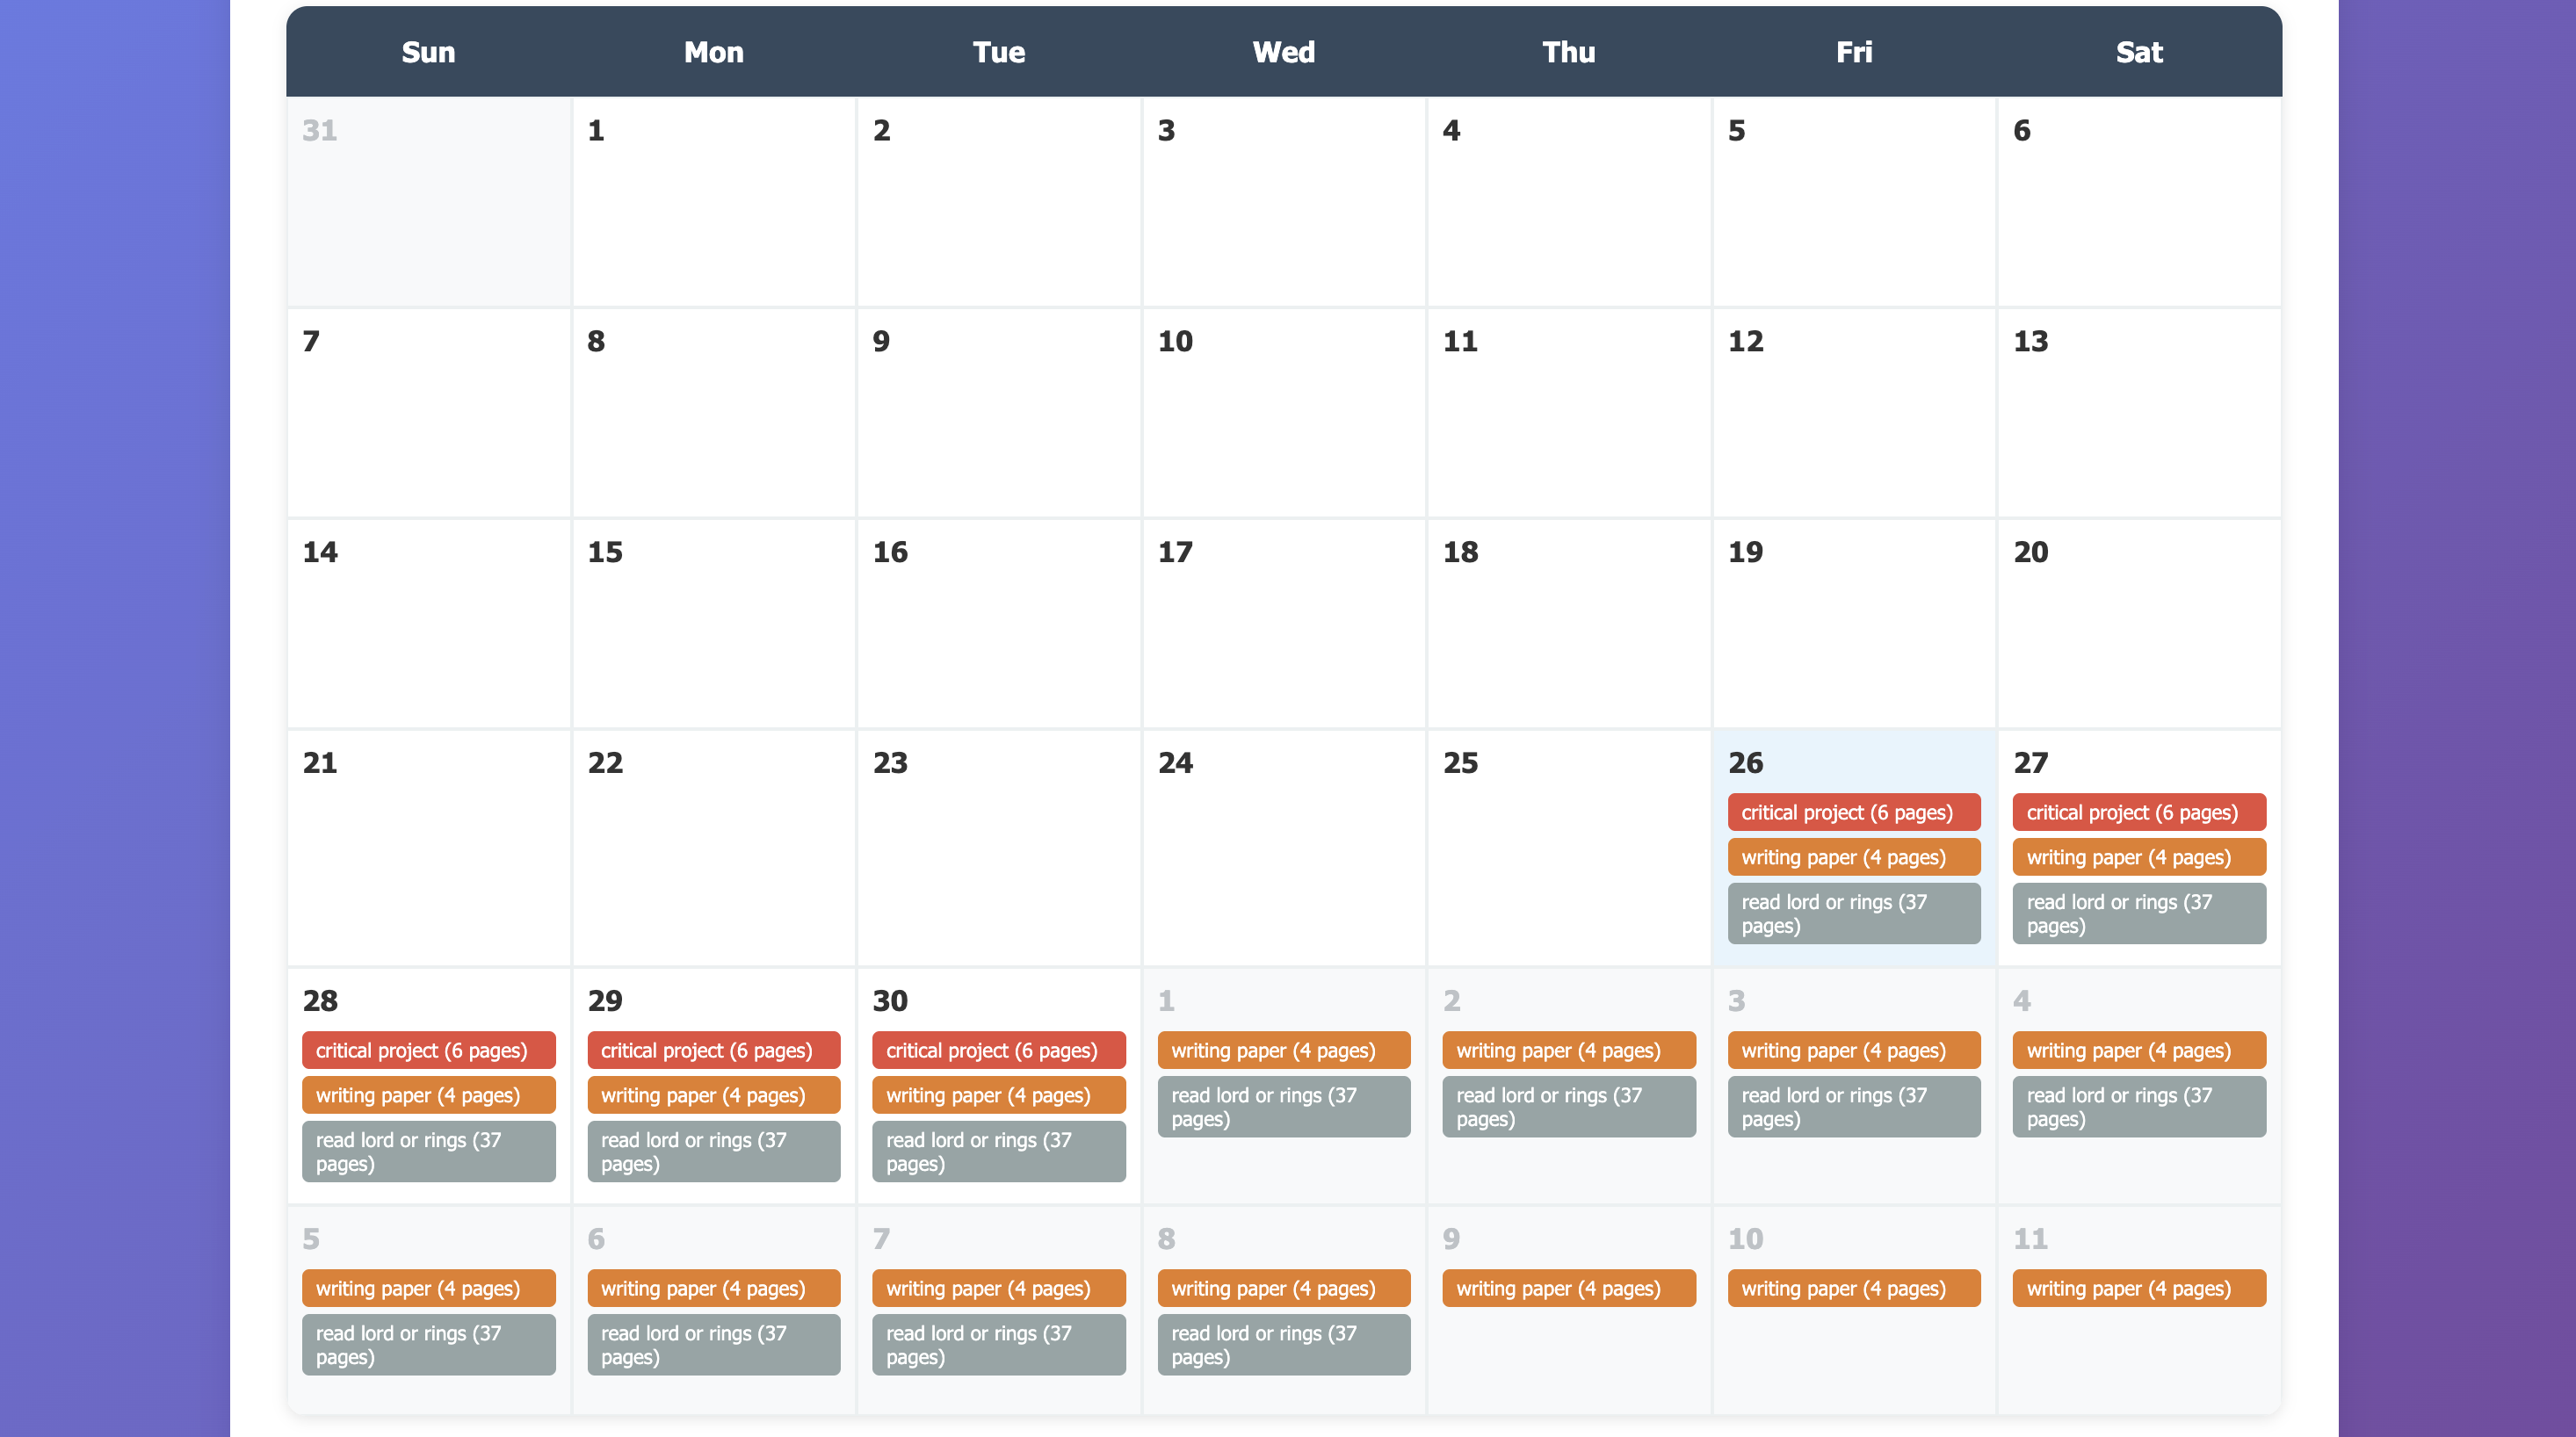 Sun Mon Tue Wed Thu Fri Sat
31 1 2 3 4 5 6
7 8 9 10 11 12 13
14 15 16 17 18 19 20
21 22 23 24 25 26 27
critical project (6 pages) critical project (6 pages)
writing paper (4 pages) writing paper (4 pages)
read lord or rings (37 read lord or rings (37
pages) pages)
28 29 30 1 2 3 4
critical project (6 pages) critical project (6 pages) critical project (6 pages) writing paper (4 pages) writing paper (4 pages) writing paper (4 pages) writing paper (4 pages)
writing paper (4 pages) writing paper (4 pages) writing paper (4 pages) read lord or rings (37 read lord or rings (37 read lord or rings (37 read lord or rings (37
pages) pages) pages) pages)
read lord or rings (37 read lord or rings (37 read lord or rings (37
pages) pages) pages)
5 6 7 8 9 10 11
writing paper (4 pages) writing paper (4 pages) writing paper (4 pages) writing paper (4 pages) writing paper (4 pages) writing paper (4 pages) writing paper (4 pages)
read lord or rings (37 read lord or rings (37 read lord or rings (37 read lord or rings (37
pages) pages) pages) pages)